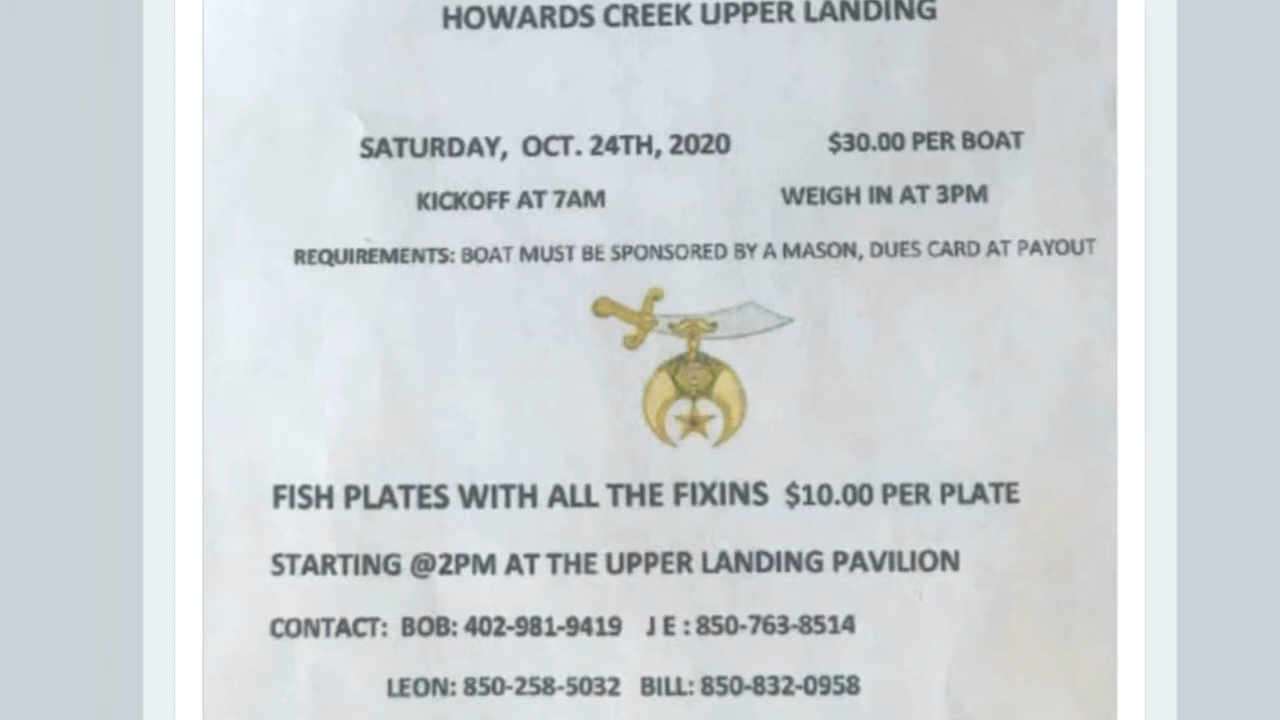 HOWARDS CREEK UPPER LANDING
SATURDAY, OCT. 24TH, 2020 $30.00 PER BOAT
KICKOFF AT 7AM WEIGH IN AT 3PM
REQUIREMENTS: BOAT MUST BE SPONSORED BY A MASON, DUES CARD AT PAYOUT
FISH PLATES WITH ALL THE FIXINS $10.00 PER PLATE
STARTING @2PM AT THE UPPER LANDING PAVILION
CONTACT: BOB: 402-981-9419 J E : 850-763-8514
LEON: 850-258-5032 BILL: 850-832-0958